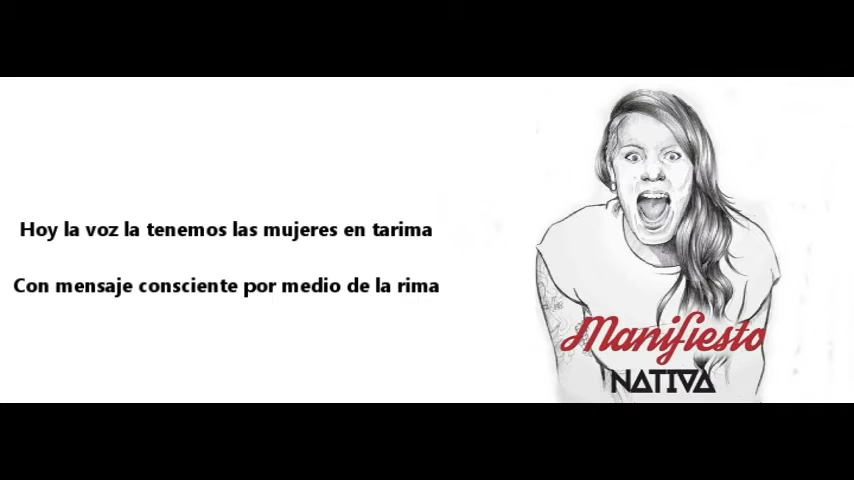 Hoy la voz la tenemos las mujeres en tarima
Con mensaje consciente por medio de la rima
Manifiesto
NATIVA